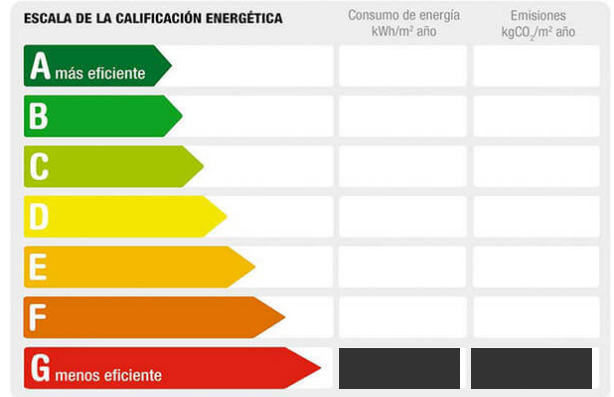 ESCALA DE LA CALIFICACIÓN ENERGÉTICA
Consumo de energía
kWh/m² año
Emisiones
kgCO₂/m² año
A más eficiente
B
C
D
E
F
G menos eficiente